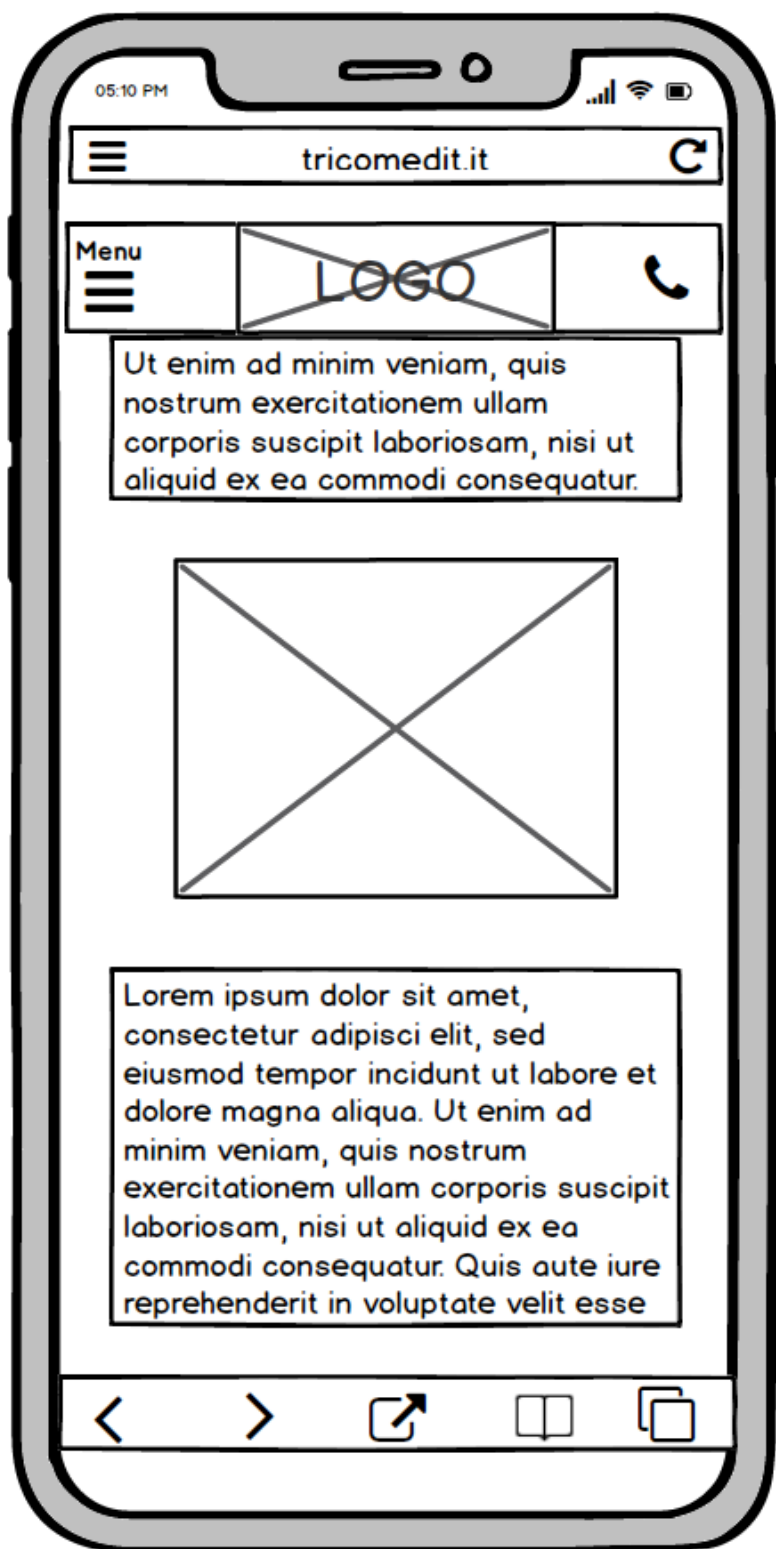 05:10 PM
tricomedit.it
Menu
LOGO
Ut enim ad minim veniam, quis
nostrum exercitationem ullam
corporis suscipit laboriosam, nisi ut
aliquid ex ea commodi consequatur.
Lorem ipsum dolor sit amet,
consectetur adipisci elit, sed
eiusmod tempor incidunt ut labore et
dolore magna aliqua. Ut enim ad
minim veniam, quis nostrum
exercitationem ullam corporis suscipit
laboriosam, nisi ut aliquid ex ea
commodi consequatur. Quis aute iure
reprehenderit in voluptate velit esse